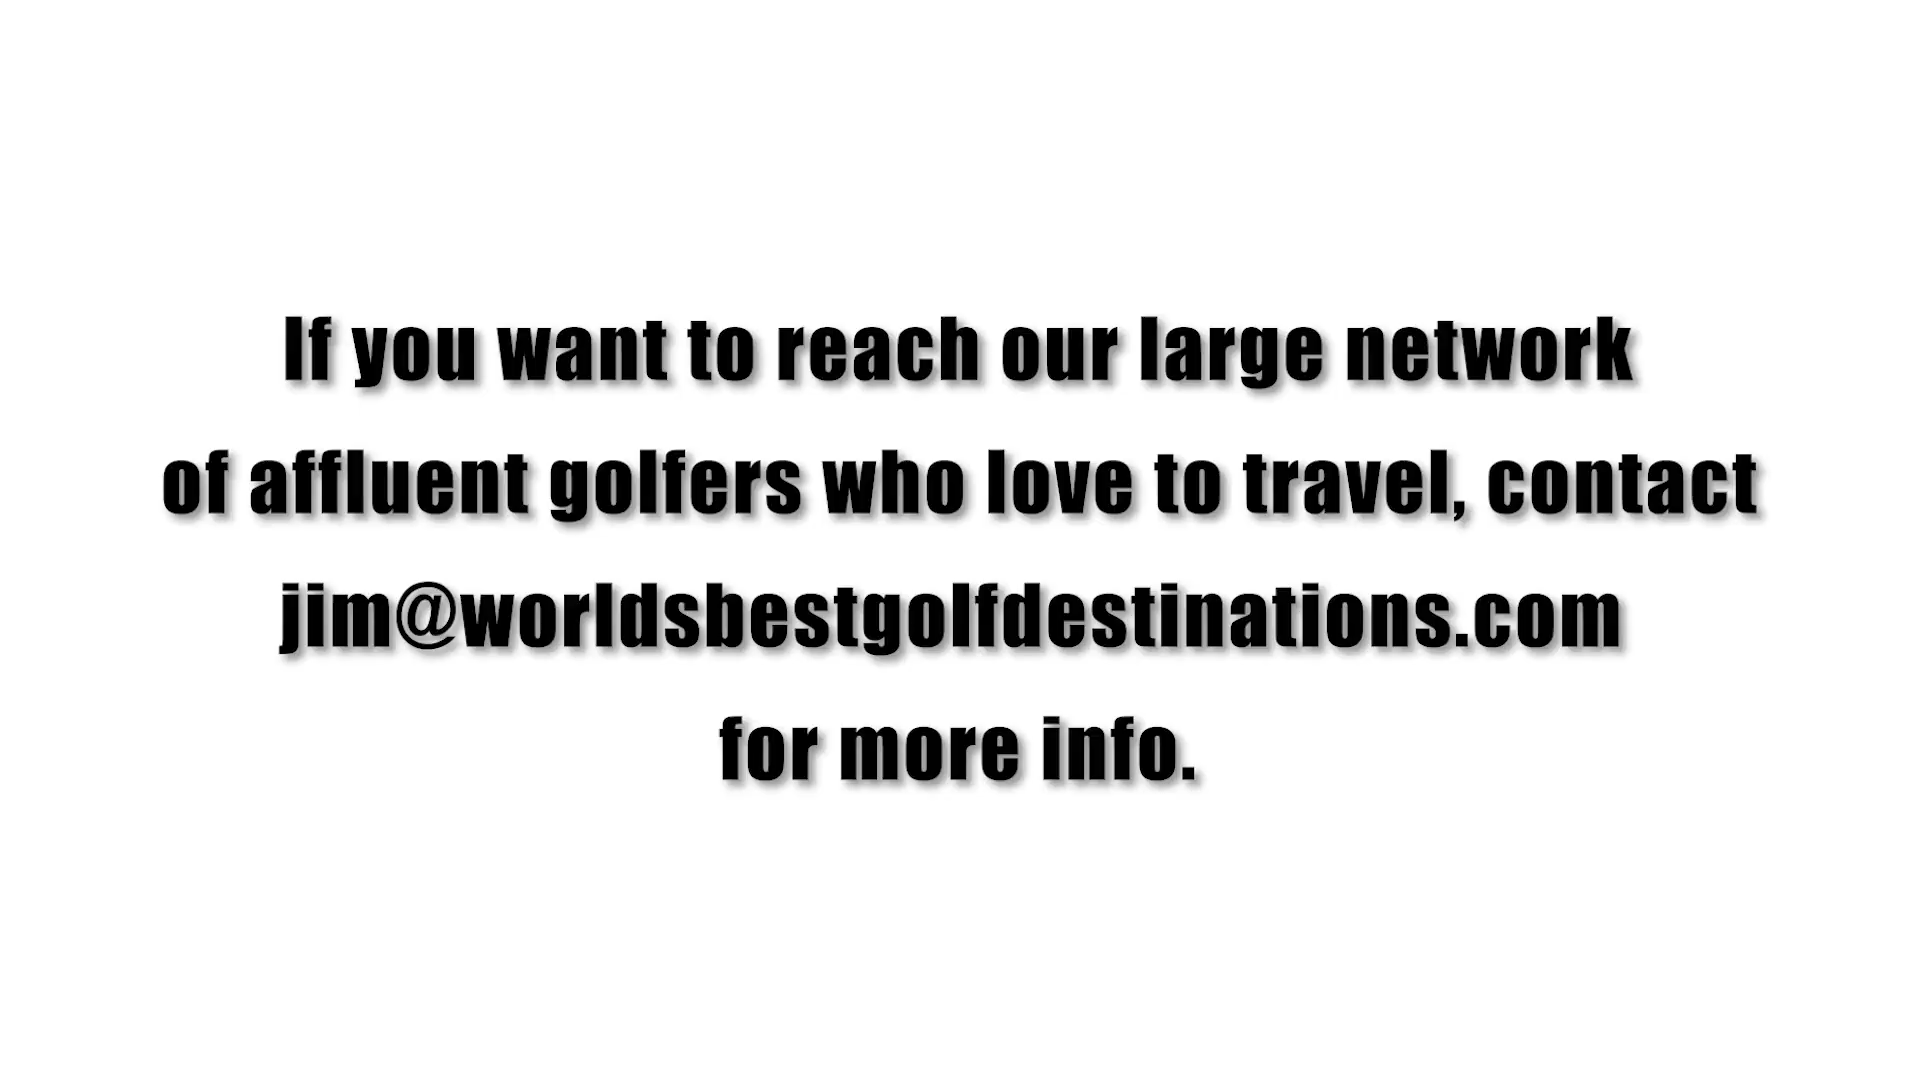 If you want to reach our large network
of affluent golfers who love to travel, contact
jim@worldsbestgolfdestinations.com
for more info.